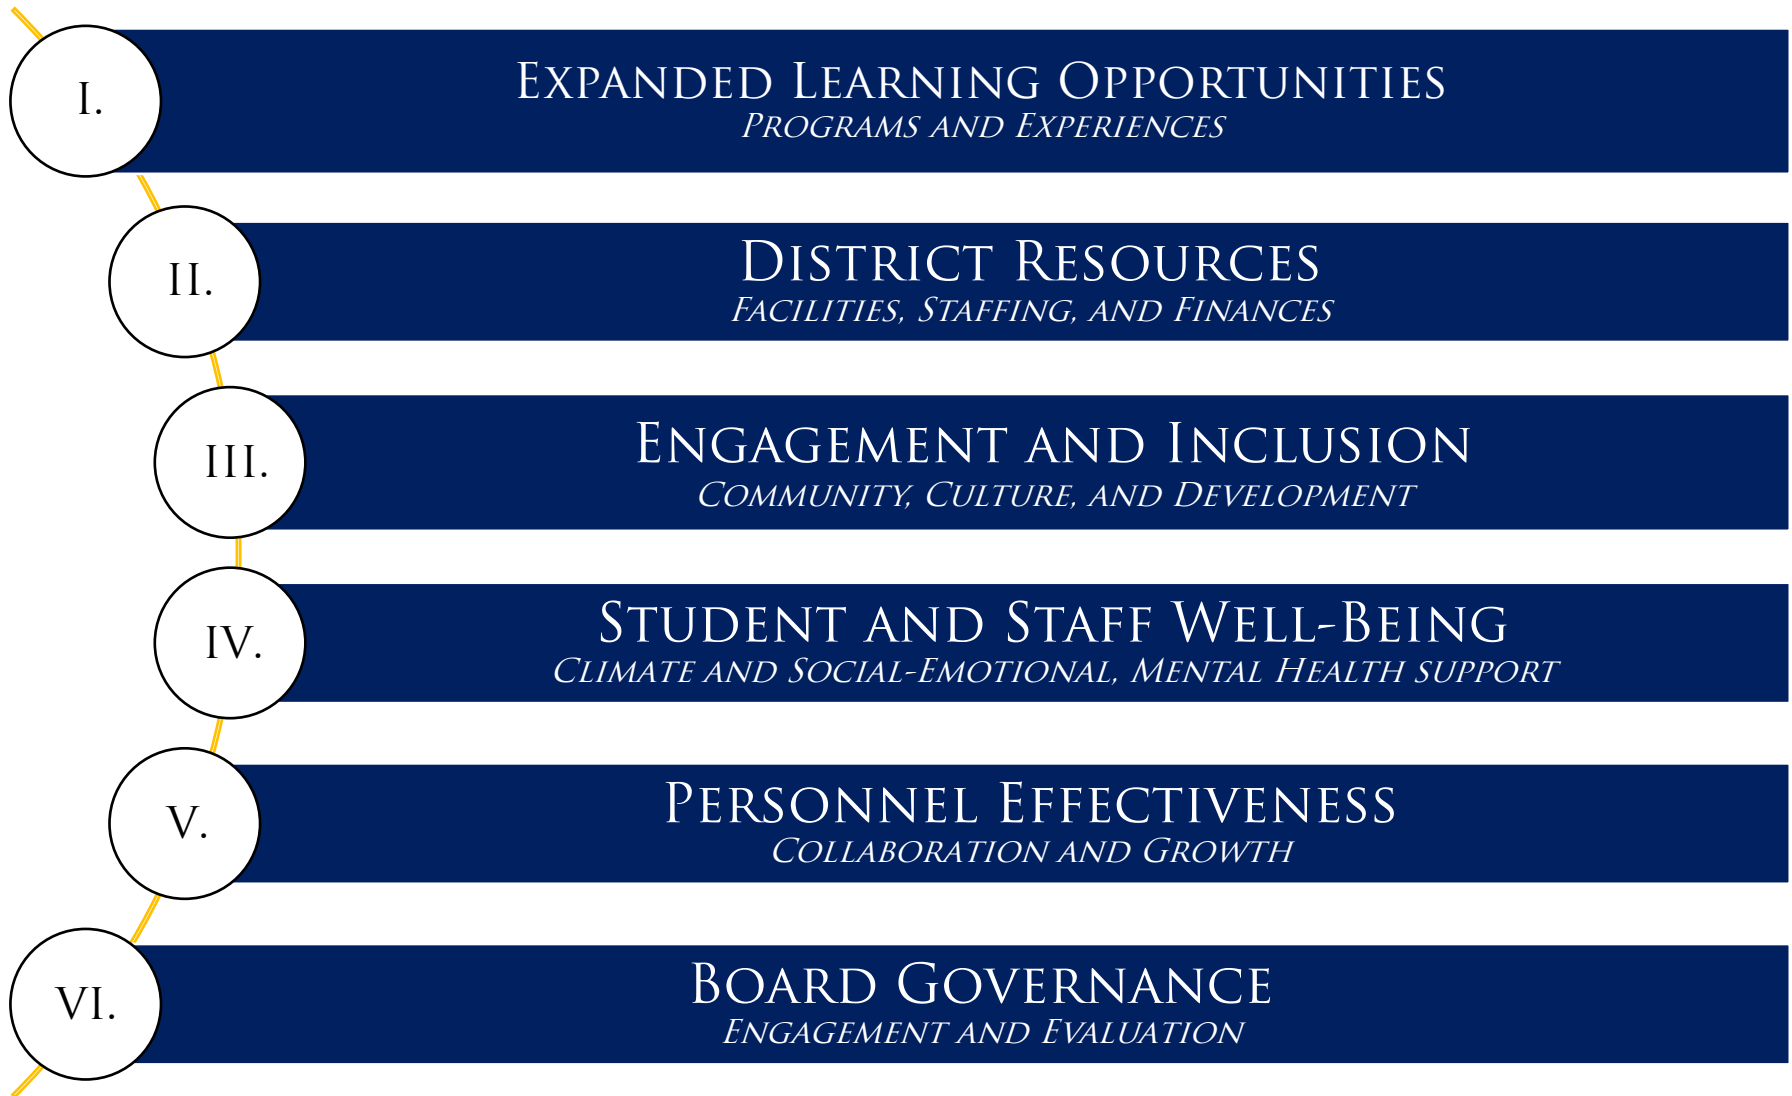 I.
Expanded Learning Opportunities
Programs and Experiences
II.
District Resources
Facilities, Staffing, and Finances
III.
Engagement and Inclusion
Community, Culture, and Development
IV.
Student and Staff Well-Being
Climate and Social-Emotional, Mental Health support
V.
Personnel Effectiveness
Collaboration and Growth
VI.
Board Governance
Engagement and Evaluation